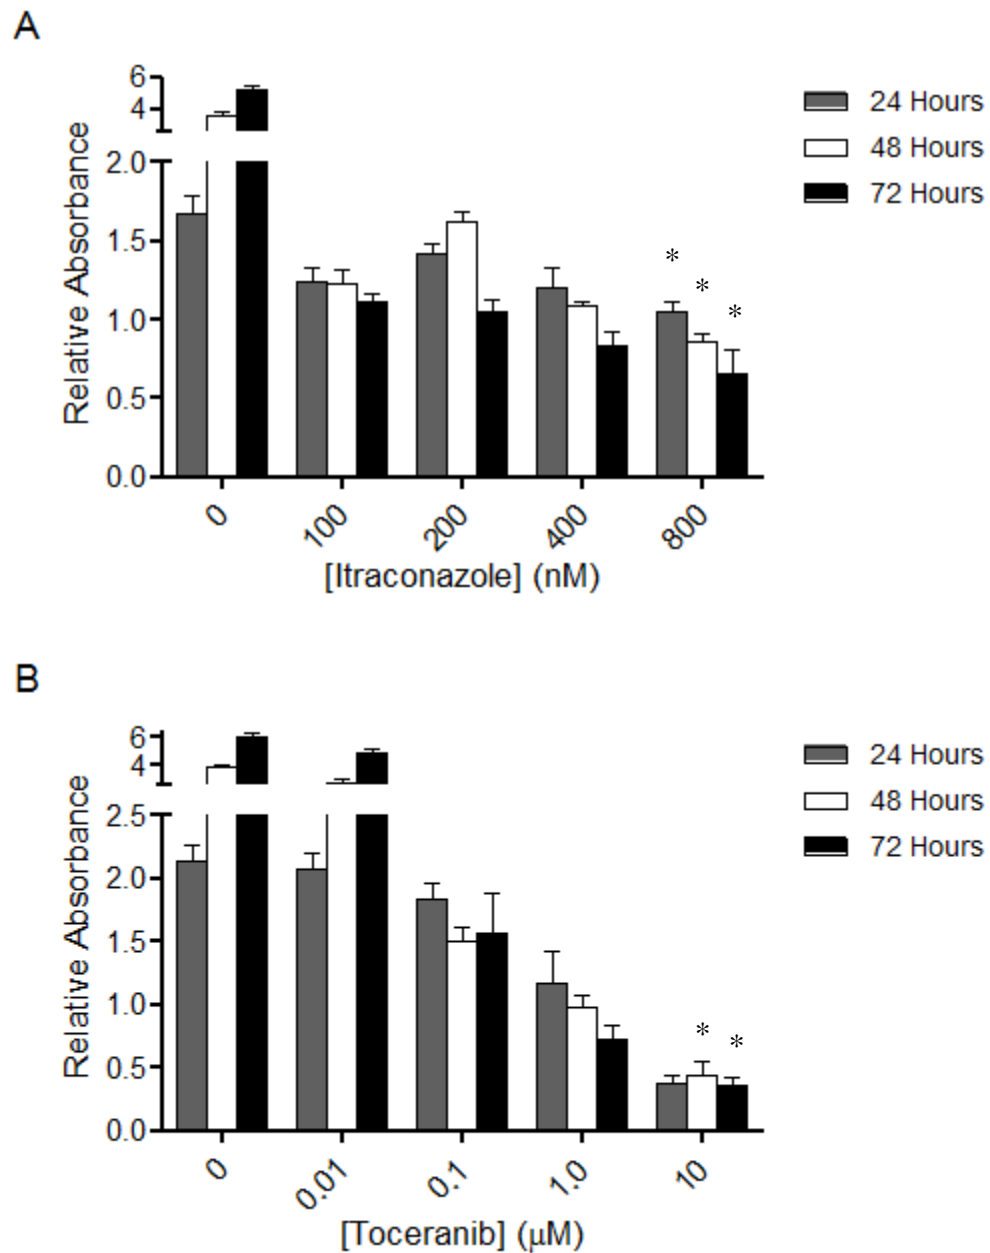 A
6
4
2.0
1.5
1.0
0.5
0.0
Relative Absorbance
24 Hours
48 Hours
72 Hours
*
*
*
0
100
200
400
800
[Itraconazole] (nM)
B
6
4
2.5
2.0
1.5
1.0
0.5
0.0
Relative Absorbance
24 Hours
48 Hours
72 Hours
*
*
0
0.01
0.1
1.0
10
[Toceranib] (μM)